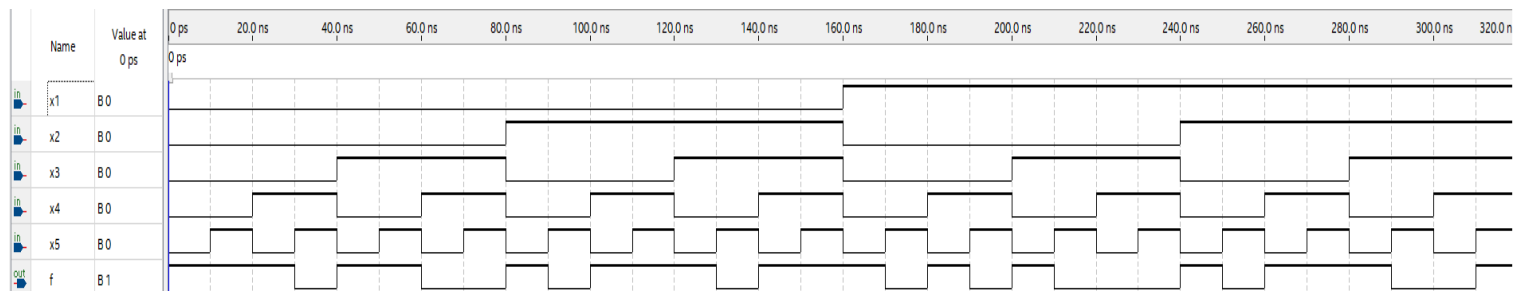 Name Value at 0 ps
0 ps 20.0 ns 40.0 ns 60.0 ns 80.0 ns 100.0 ns 120.0 ns 140.0 ns 160.0 ns 180.0 ns 200.0 ns 220.0 ns 240.0 ns 260.0 ns 280.0 ns 300.0 ns 320.0 n
0 ps
in x1 B 0
in x2 B 0
in x3 B 0
in x4 B 0
in x5 B 0
out f B 1